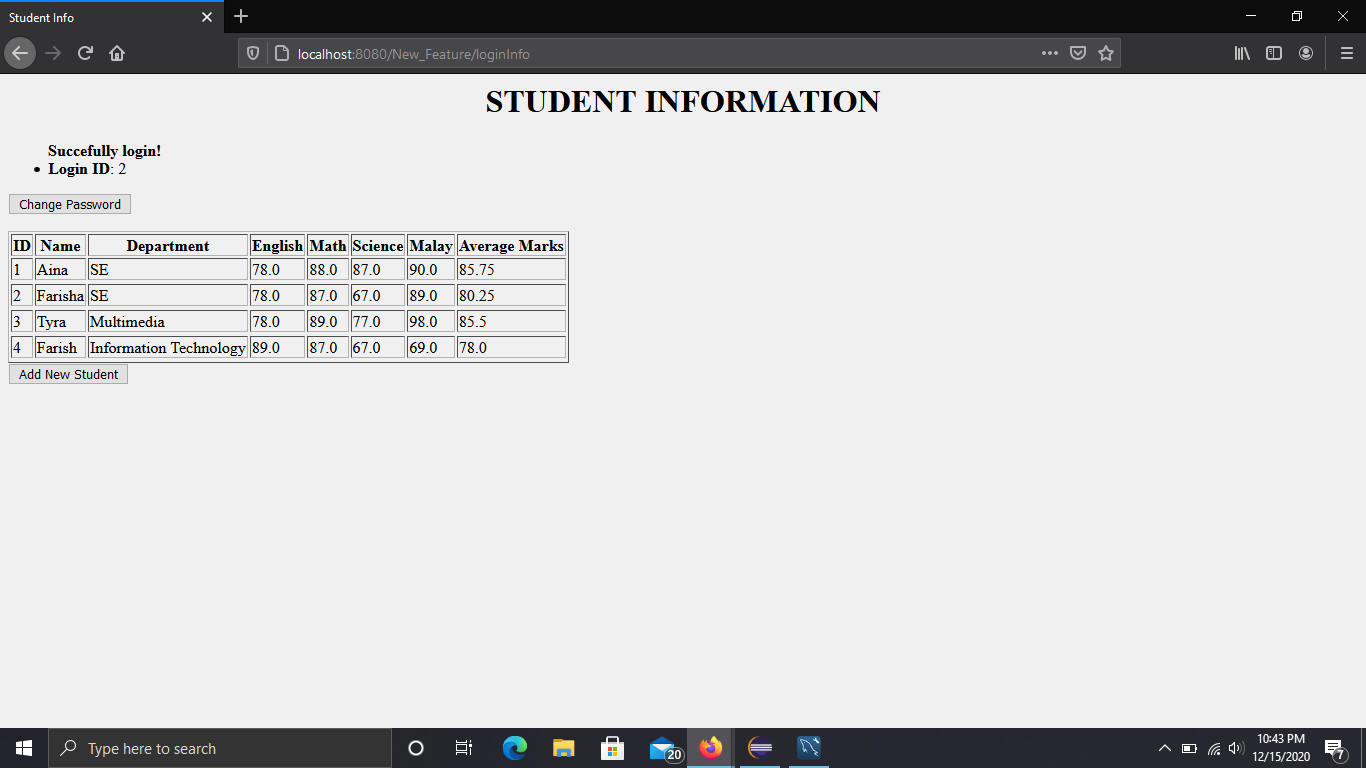 Student Info
localhost:8080/New_Feature/loginInfo
STUDENT INFORMATION
Succefully login!
Login ID: 2
Change Password
ID Name Department English Math Science Malay Average Marks
1 Aina SE 78.0 88.0 87.0 90.0 85.75
2 Farisha SE 78.0 87.0 67.0 89.0 80.25
3 Tyra Multimedia 78.0 89.0 77.0 98.0 85.5
4 Farish Information Technology 89.0 87.0 67.0 69.0 78.0
Add New Student
Type here to search
20
10:43 PM
12/15/2020
7